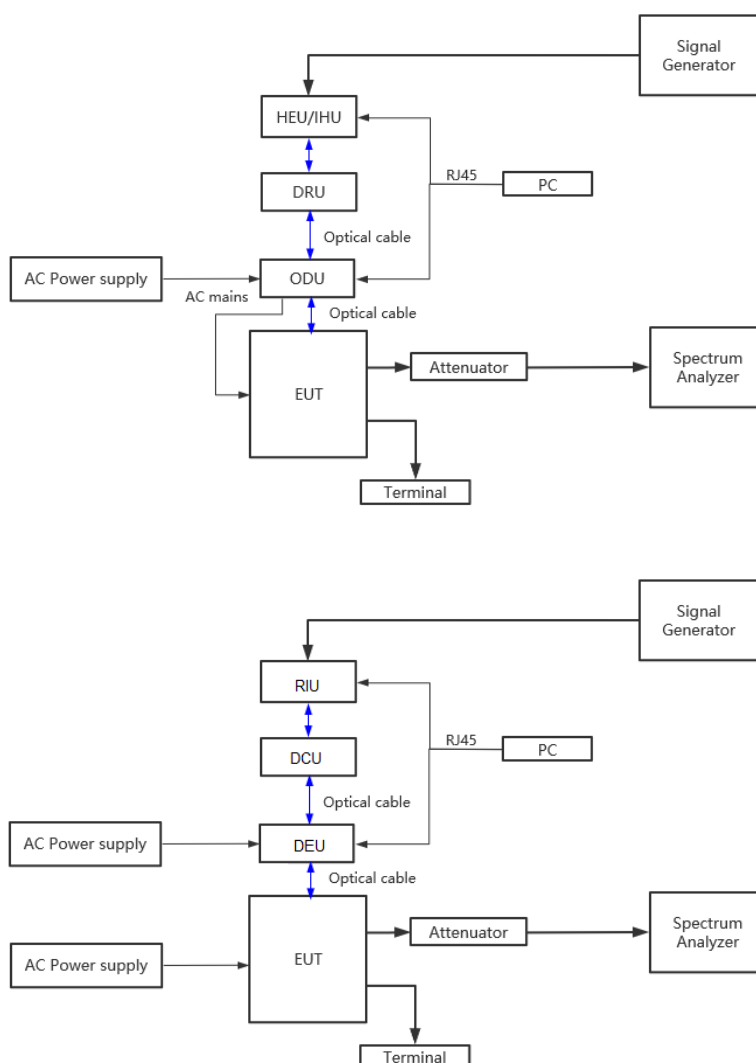 Signal
Generator
HEU/IHU
RJ45
PC
DRU
Optical cable
AC Power supply
ODU
AC mains
Optical cable
EUT
Attenuator
Spectrum
Analyzer
Terminal
Signal
Generator
RIU
RJ45
PC
DCU
Optical cable
AC Power supply
DEU
Optical cable
EUT
Attenuator
Spectrum
Analyzer
AC Power supply
Terminal